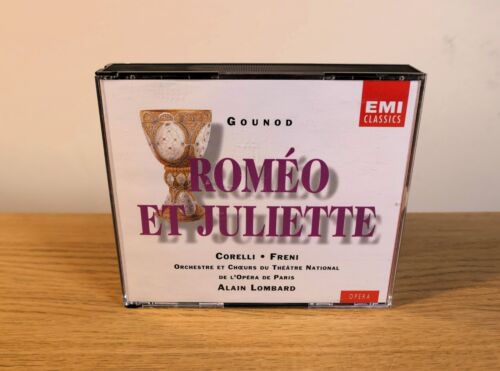 GOUNOD
EMI
CLASSICS
ROMÉO
ET JULIETTE
CORELLI • FRENI
ORCHESTRE ET CHŒURS DU THÉÂTRE NATIONAL
DE L'OPÉRA DE PARIS
ALAIN LOMBARD
OPERA